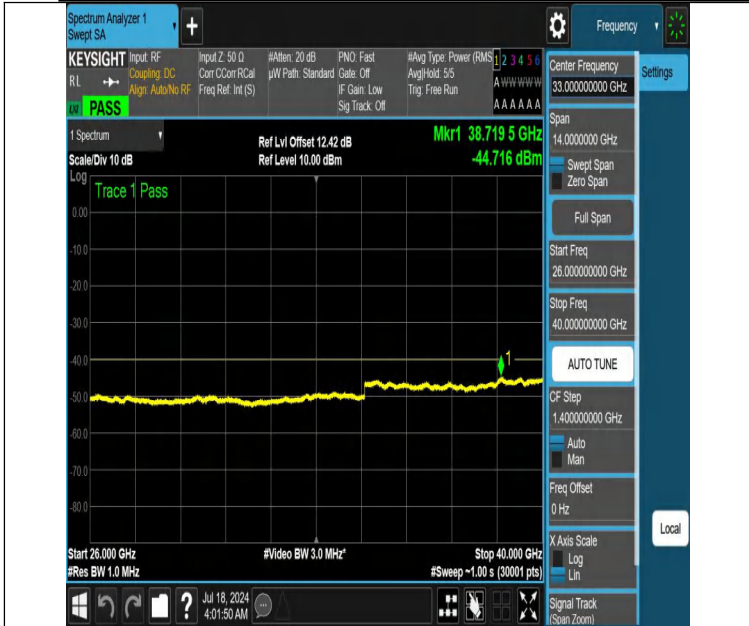 Spectrum Analyzer 1
Swept SA
+
Frequency
KEYSIGHT
RL
LXI
PASS
Input: RF
Coupling: DC
Align: Auto/No RF
Input Z: 50 Ω
Corr CCorr RCal
Freq Ref: Int (S)
#Atten: 20 dB
µW Path: Standard
PNO: Fast
Gate: Off
IF Gain: Low
Sig Track: Off
#Avg Type: Power (RMS
Avg|Hold: 5/5
Trig: Free Run
1 2 3 4 5 6
A W W W W W
A A A A A A
1 Spectrum
Scale/Div 10 dB
Ref Lvl Offset 12.42 dB
Ref Level 10.00 dBm
Mkr1 38.719 5 GHz
-44.716 dBm
Log
Trace 1 Pass
0.00
-10.0
-20.0
-30.0
-40.0
-50.0
-60.0
-70.0
-80.0
1
Start 26.000 GHz
#Res BW 1.0 MHz
#Video BW 3.0 MHz*
Stop 40.000 GHz
#Sweep ~1.00 s (30001 pts)
?
Jul 18, 2024
4:01:50 AM
Center Frequency
33.000000000 GHz
Settings
Span
14.0000000 GHz
Swept Span
Zero Span
Full Span
Start Freq
26.000000000 GHz
Stop Freq
40.000000000 GHz
AUTO TUNE
CF Step
1.400000000 GHz
Auto
Man
Freq Offset
0 Hz
Local
X Axis Scale
Log
Lin
Signal Track
(Span Zoom)